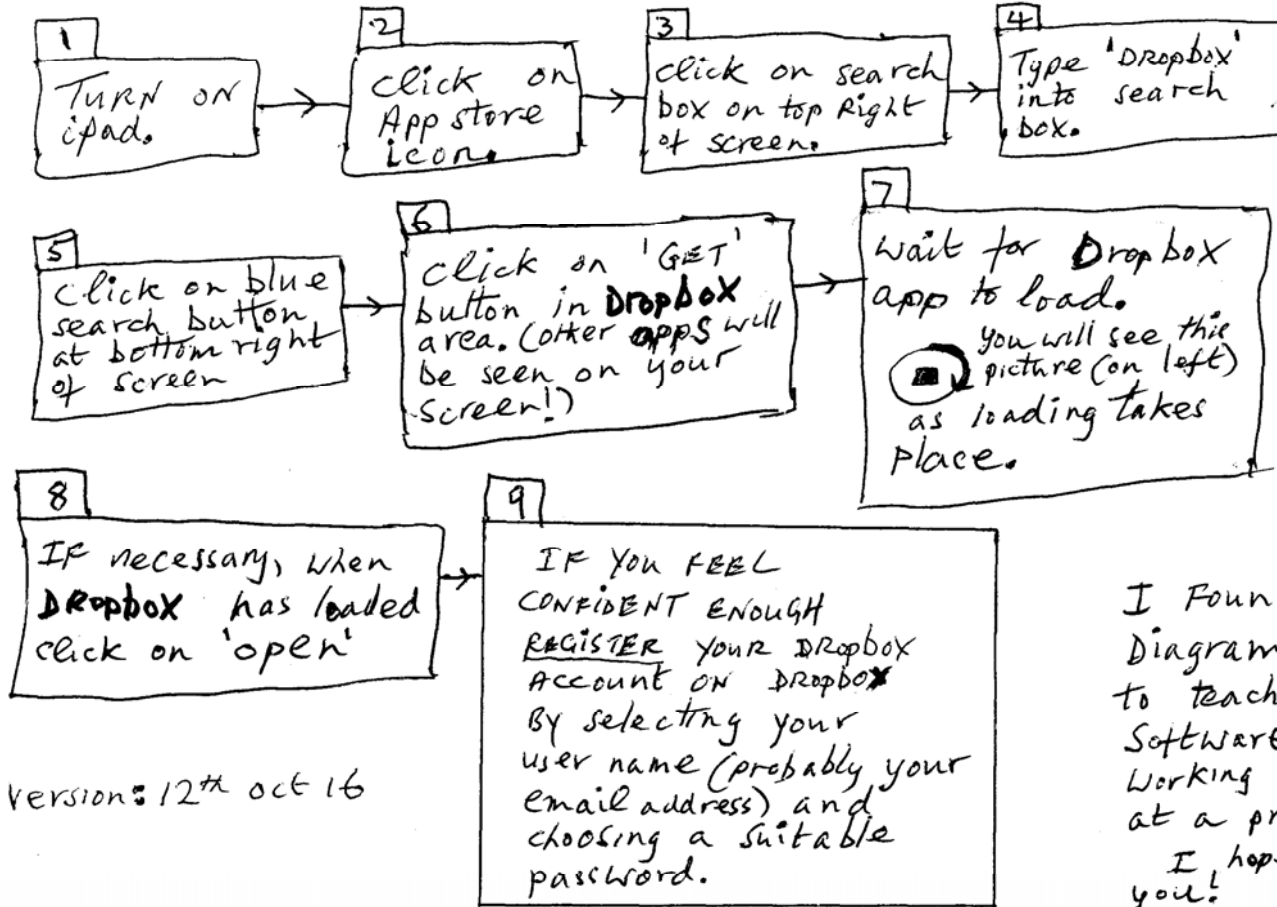 1
TURN ON
ipad.
2
click on
App store
icon.
3
click on search
box on top Right
of screen.
4
Type 'DRopbox'
into search
box.
5
click on blue
search button
at bottom right
of screen
6
click on 'GET'
button in DropboX
area. (other apps will
be seen on your
screen!)
7
wait for Dropbox
app to load.
you will see this
picture (on left)
as loading takes
place.
8
IF necessary, when
DRopboX has loaded
click on 'open'
9
IF YOU FEEL
CONFIDENT ENOUGH
REGISTER YOUR DRopbox
Account ON DRopbox
By selecting your
user name (probably your
email address) and
choosing a suitable
password.
version: 12th oct 16
I Foun
Diagram
to teach
Softwar
working
at a pr
I hop
you!